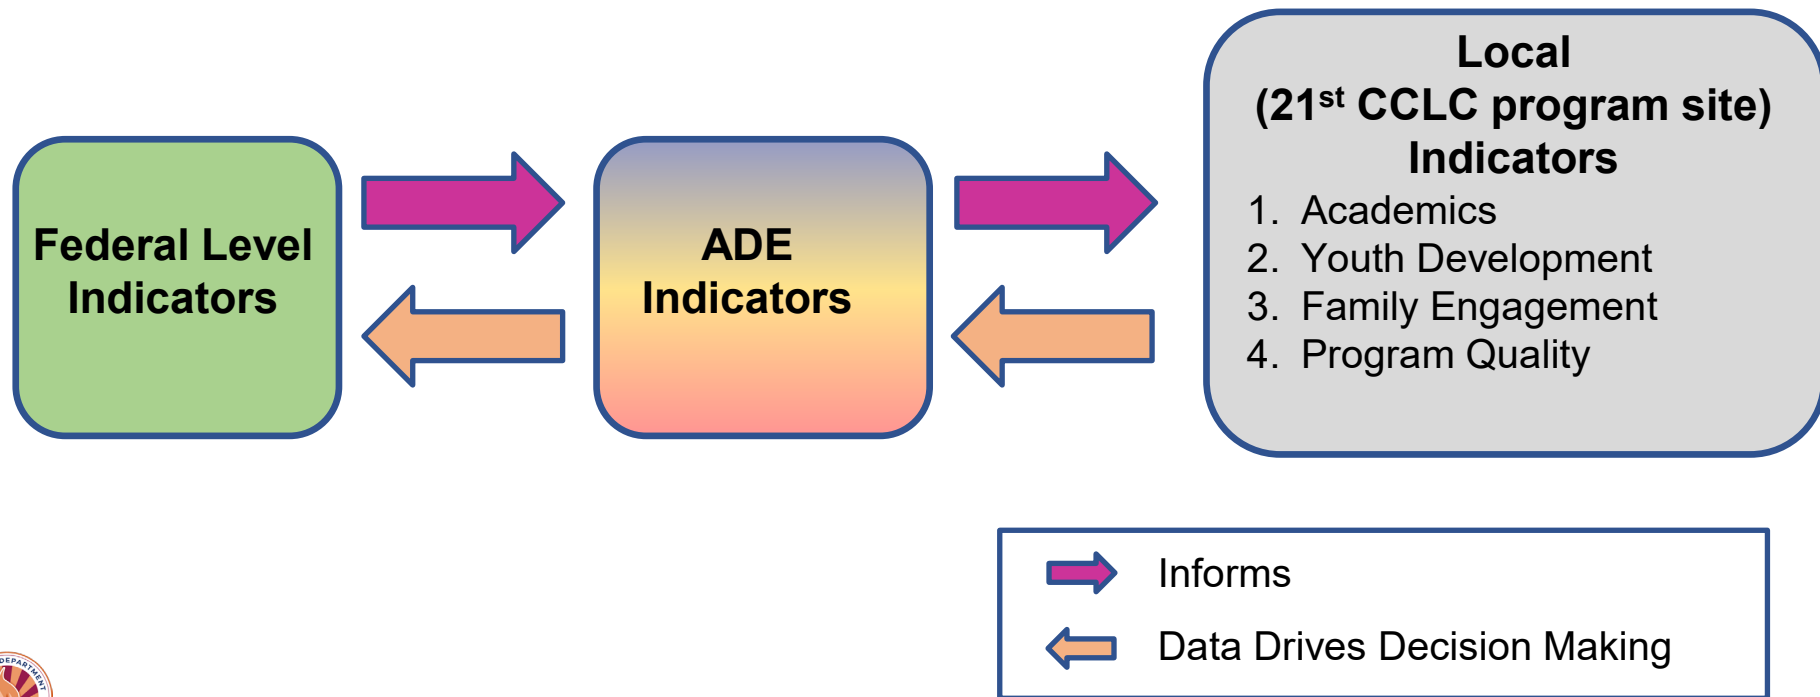 Federal Level
Indicators
ADE
Indicators
Local
(21st CCLC program site)
Indicators
1. Academics
2. Youth Development
3. Family Engagement
4. Program Quality
Informs
Data Drives Decision Making
DEPARTMENT